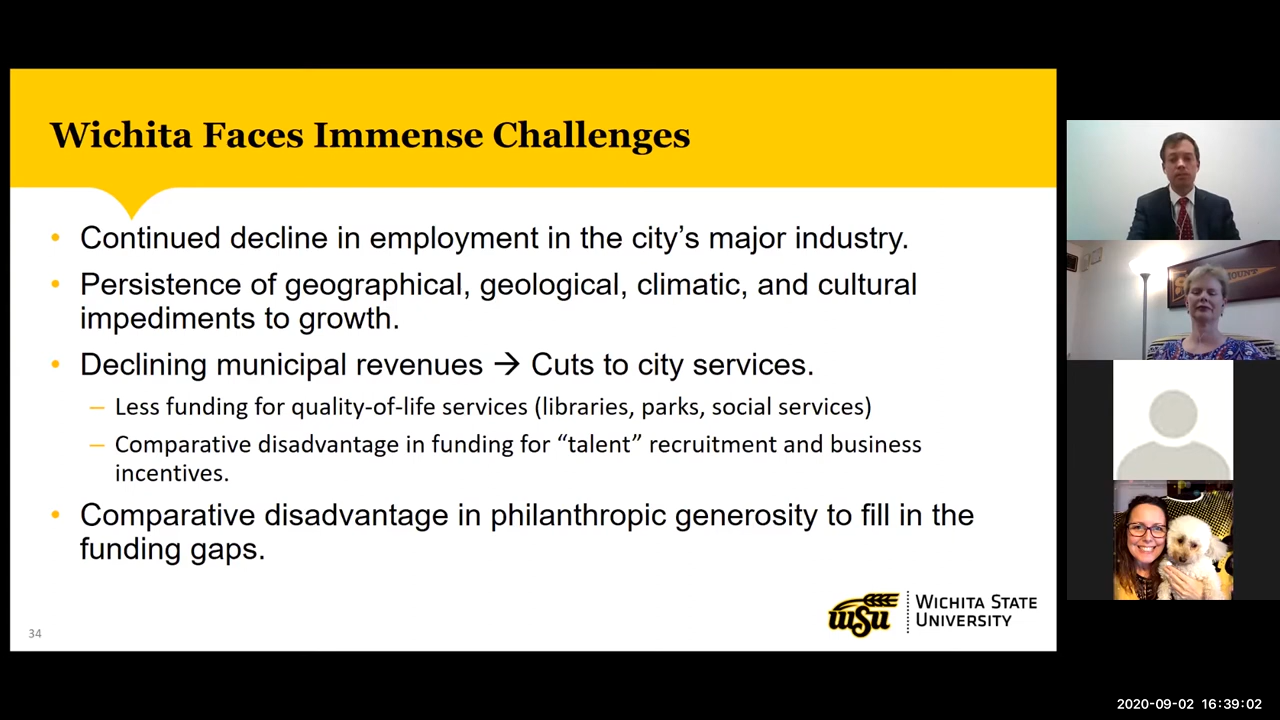 Wichita Faces Immense Challenges
• Continued decline in employment in the city’s major industry.
• Persistence of geographical, geological, climatic, and cultural
impediments to growth.
• Declining municipal revenues → Cuts to city services.
– Less funding for quality-of-life services (libraries, parks, social services)
– Comparative disadvantage in funding for “talent” recruitment and business
incentives.
• Comparative disadvantage in philanthropic generosity to fill in the
funding gaps.
wsu
WICHITA STATE
UNIVERSITY
34
2020-09-02 16:39:02